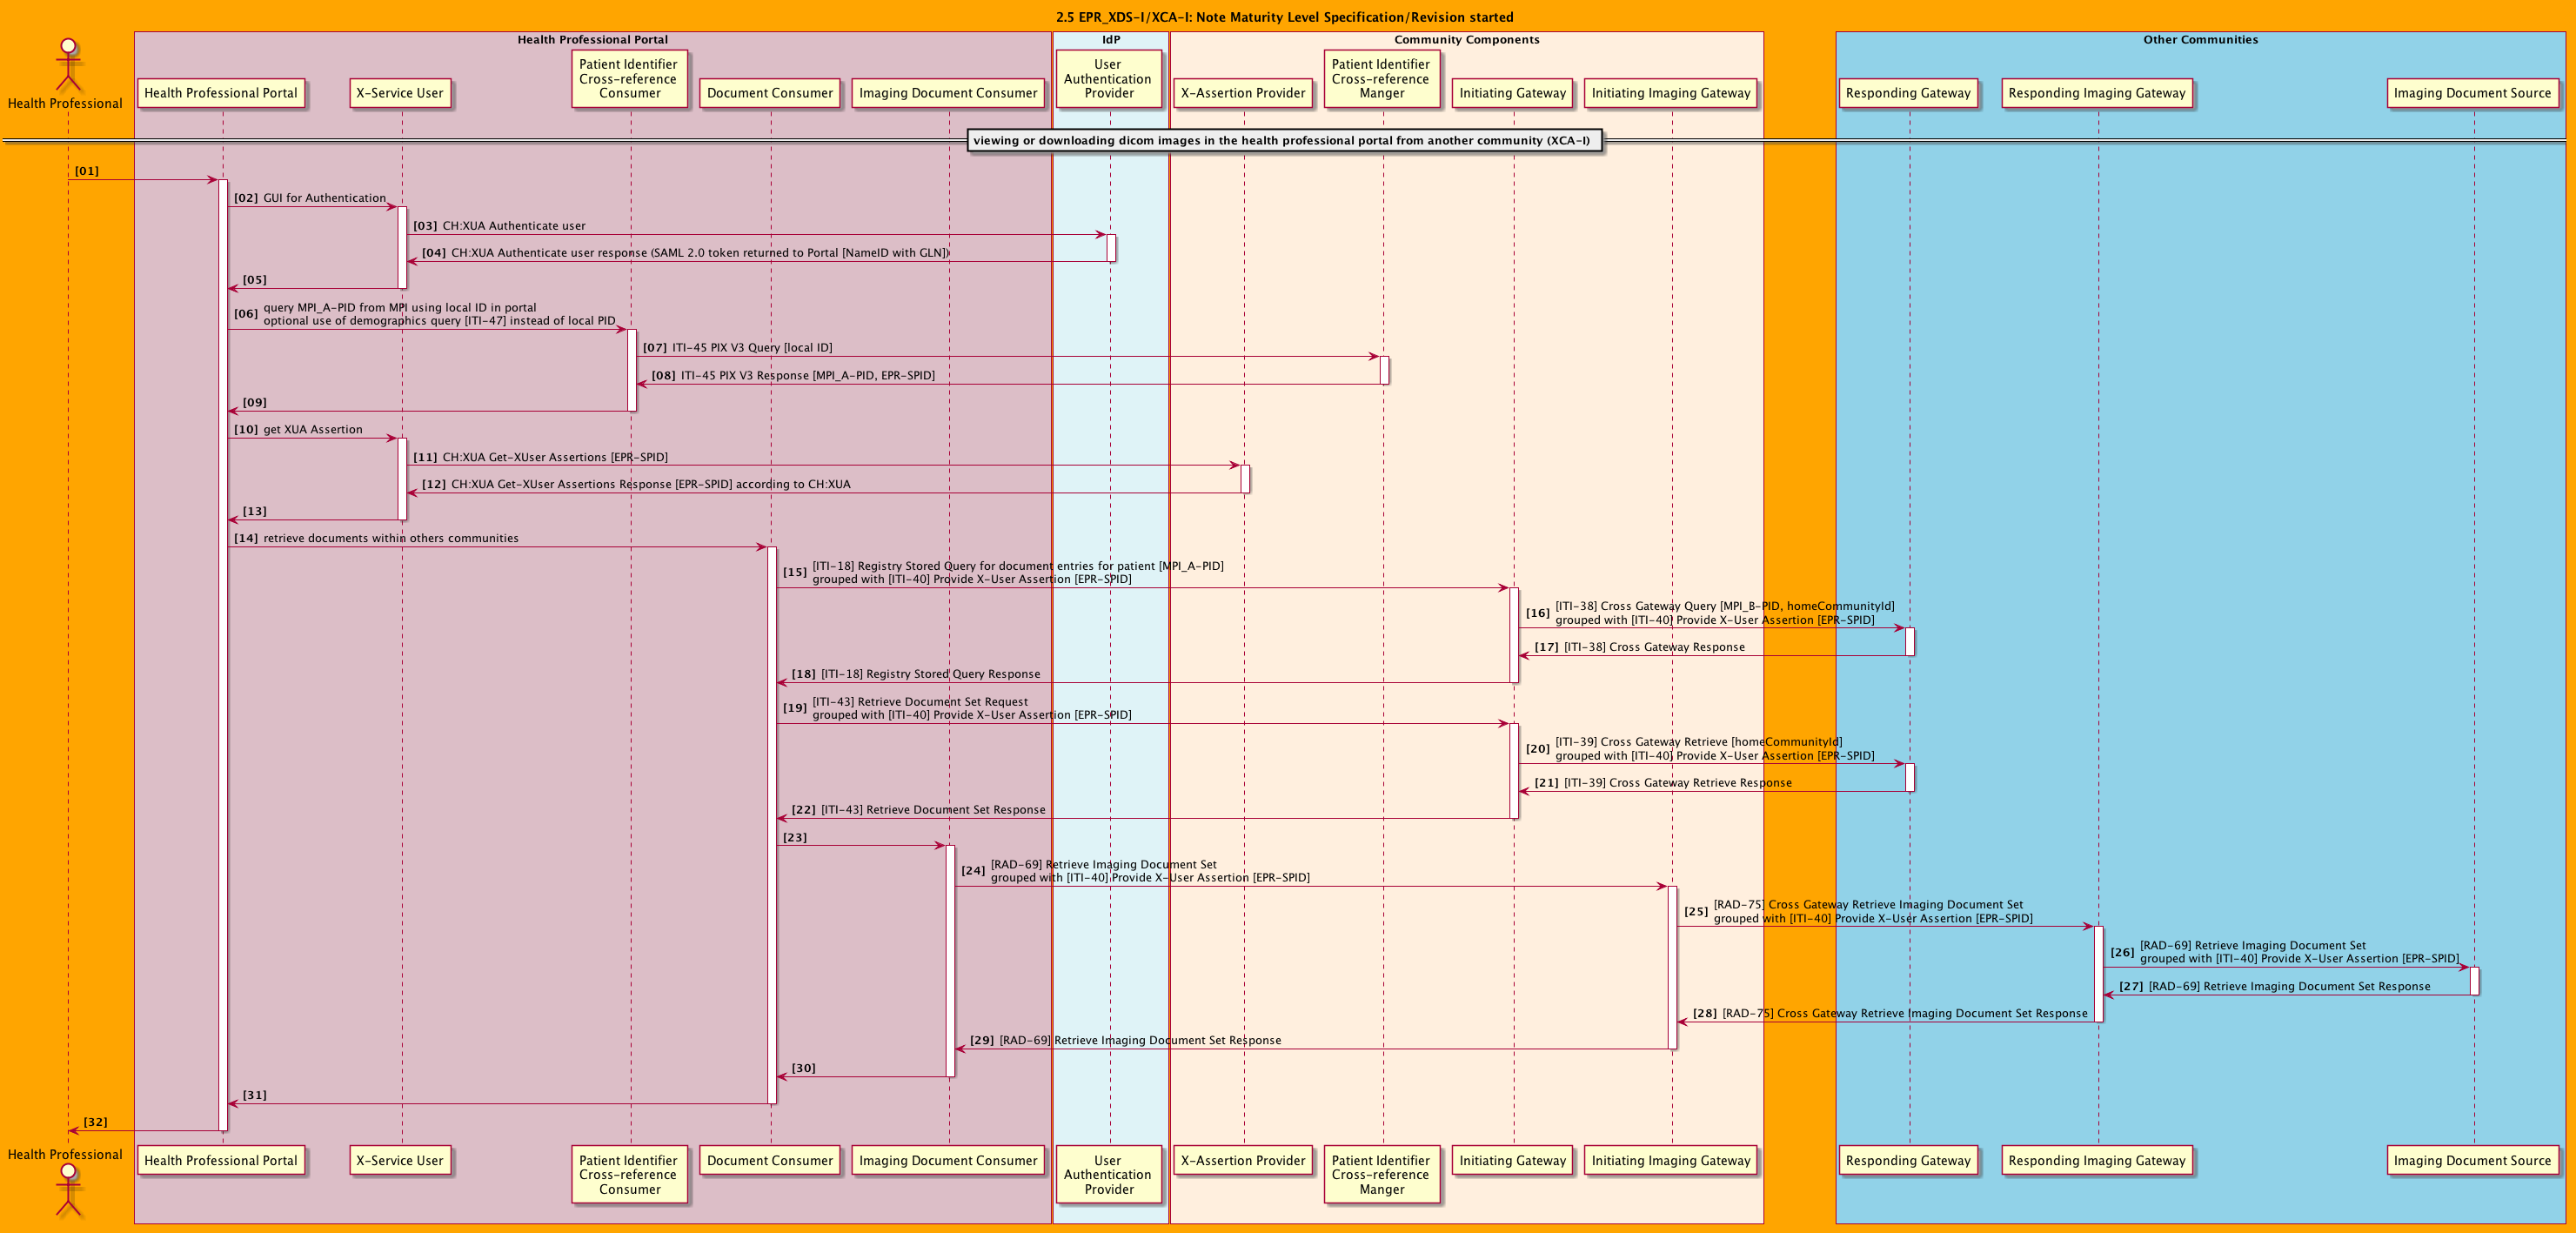 2.5 EPR_XDS-I/XCA-I: Note Maturity Level Specification/Revision started
Health Professional Portal
IdP
Community Components
Other Communities
Health Professional
Health Professional Portal
X-Service User
Patient Identifier
Cross-reference
Consumer
Document Consumer
Imaging Document Consumer
User
Authentication
Provider
X-Assertion Provider
Patient Identifier
Cross-reference
Manger
Initiating Gateway
Initiating Imaging Gateway
Responding Gateway
Responding Imaging Gateway
Imaging Document Source
viewing or downloading dicom images in the health professional portal from another community (XCA-I)
[01]
[02] GUI for Authentication
[03] CH:XUA Authenticate user
[04] CH:XUA Authenticate user response (SAML 2.0 token returned to Portal [NameID with GLN])
[05]
[06] query MPI_A-PID from MPI using local ID in portal
optional use of demographics query [ITI-47] instead of local PID
[07] ITI-45 PIX V3 Query [local ID]
[08] ITI-45 PIX V3 Response [MPI_A-PID, EPR-SPID]
[09]
[10] get XUA Assertion
[11] CH:XUA Get-XUser Assertions [EPR-SPID]
[12] CH:XUA Get-XUser Assertions Response [EPR-SPID] according to CH:XUA
[13]
[14] retrieve documents within others communities
[15] [ITI-18] Registry Stored Query for document entries for patient [MPI_A-PID]
grouped with [ITI-40] Provide X-User Assertion [EPR-SPID]
[16] [ITI-38] Cross Gateway Query [MPI_B-PID, homeCommunityId]
grouped with [ITI-40] Provide X-User Assertion [EPR-SPID]
[17] [ITI-38] Cross Gateway Response
[18] [ITI-18] Registry Stored Query Response
[19] [ITI-43] Retrieve Document Set Request
grouped with [ITI-40] Provide X-User Assertion [EPR-SPID]
[20] [ITI-39] Cross Gateway Retrieve [homeCommunityId]
grouped with [ITI-40] Provide X-User Assertion [EPR-SPID]
[21] [ITI-39] Cross Gateway Retrieve Response
[22] [ITI-43] Retrieve Document Set Response
[23]
[24] [RAD-69] Retrieve Imaging Document Set
grouped with [ITI-40] Provide X-User Assertion [EPR-SPID]
[25] [RAD-75] Cross Gateway Retrieve Imaging Document Set
grouped with [ITI-40] Provide X-User Assertion [EPR-SPID]
[26] [RAD-69] Retrieve Imaging Document Set
grouped with [ITI-40] Provide X-User Assertion [EPR-SPID]
[27] [RAD-69] Retrieve Imaging Document Set Response
[28] [RAD-75] Cross Gateway Retrieve Imaging Document Set Response
[29] [RAD-69] Retrieve Imaging Document Set Response
[30]
[31]
[32]
Health Professional
Health Professional Portal
X-Service User
Patient Identifier
Cross-reference
Consumer
Document Consumer
Imaging Document Consumer
User
Authentication
Provider
X-Assertion Provider
Patient Identifier
Cross-reference
Manger
Initiating Gateway
Initiating Imaging Gateway
Responding Gateway
Responding Imaging Gateway
Imaging Document Source